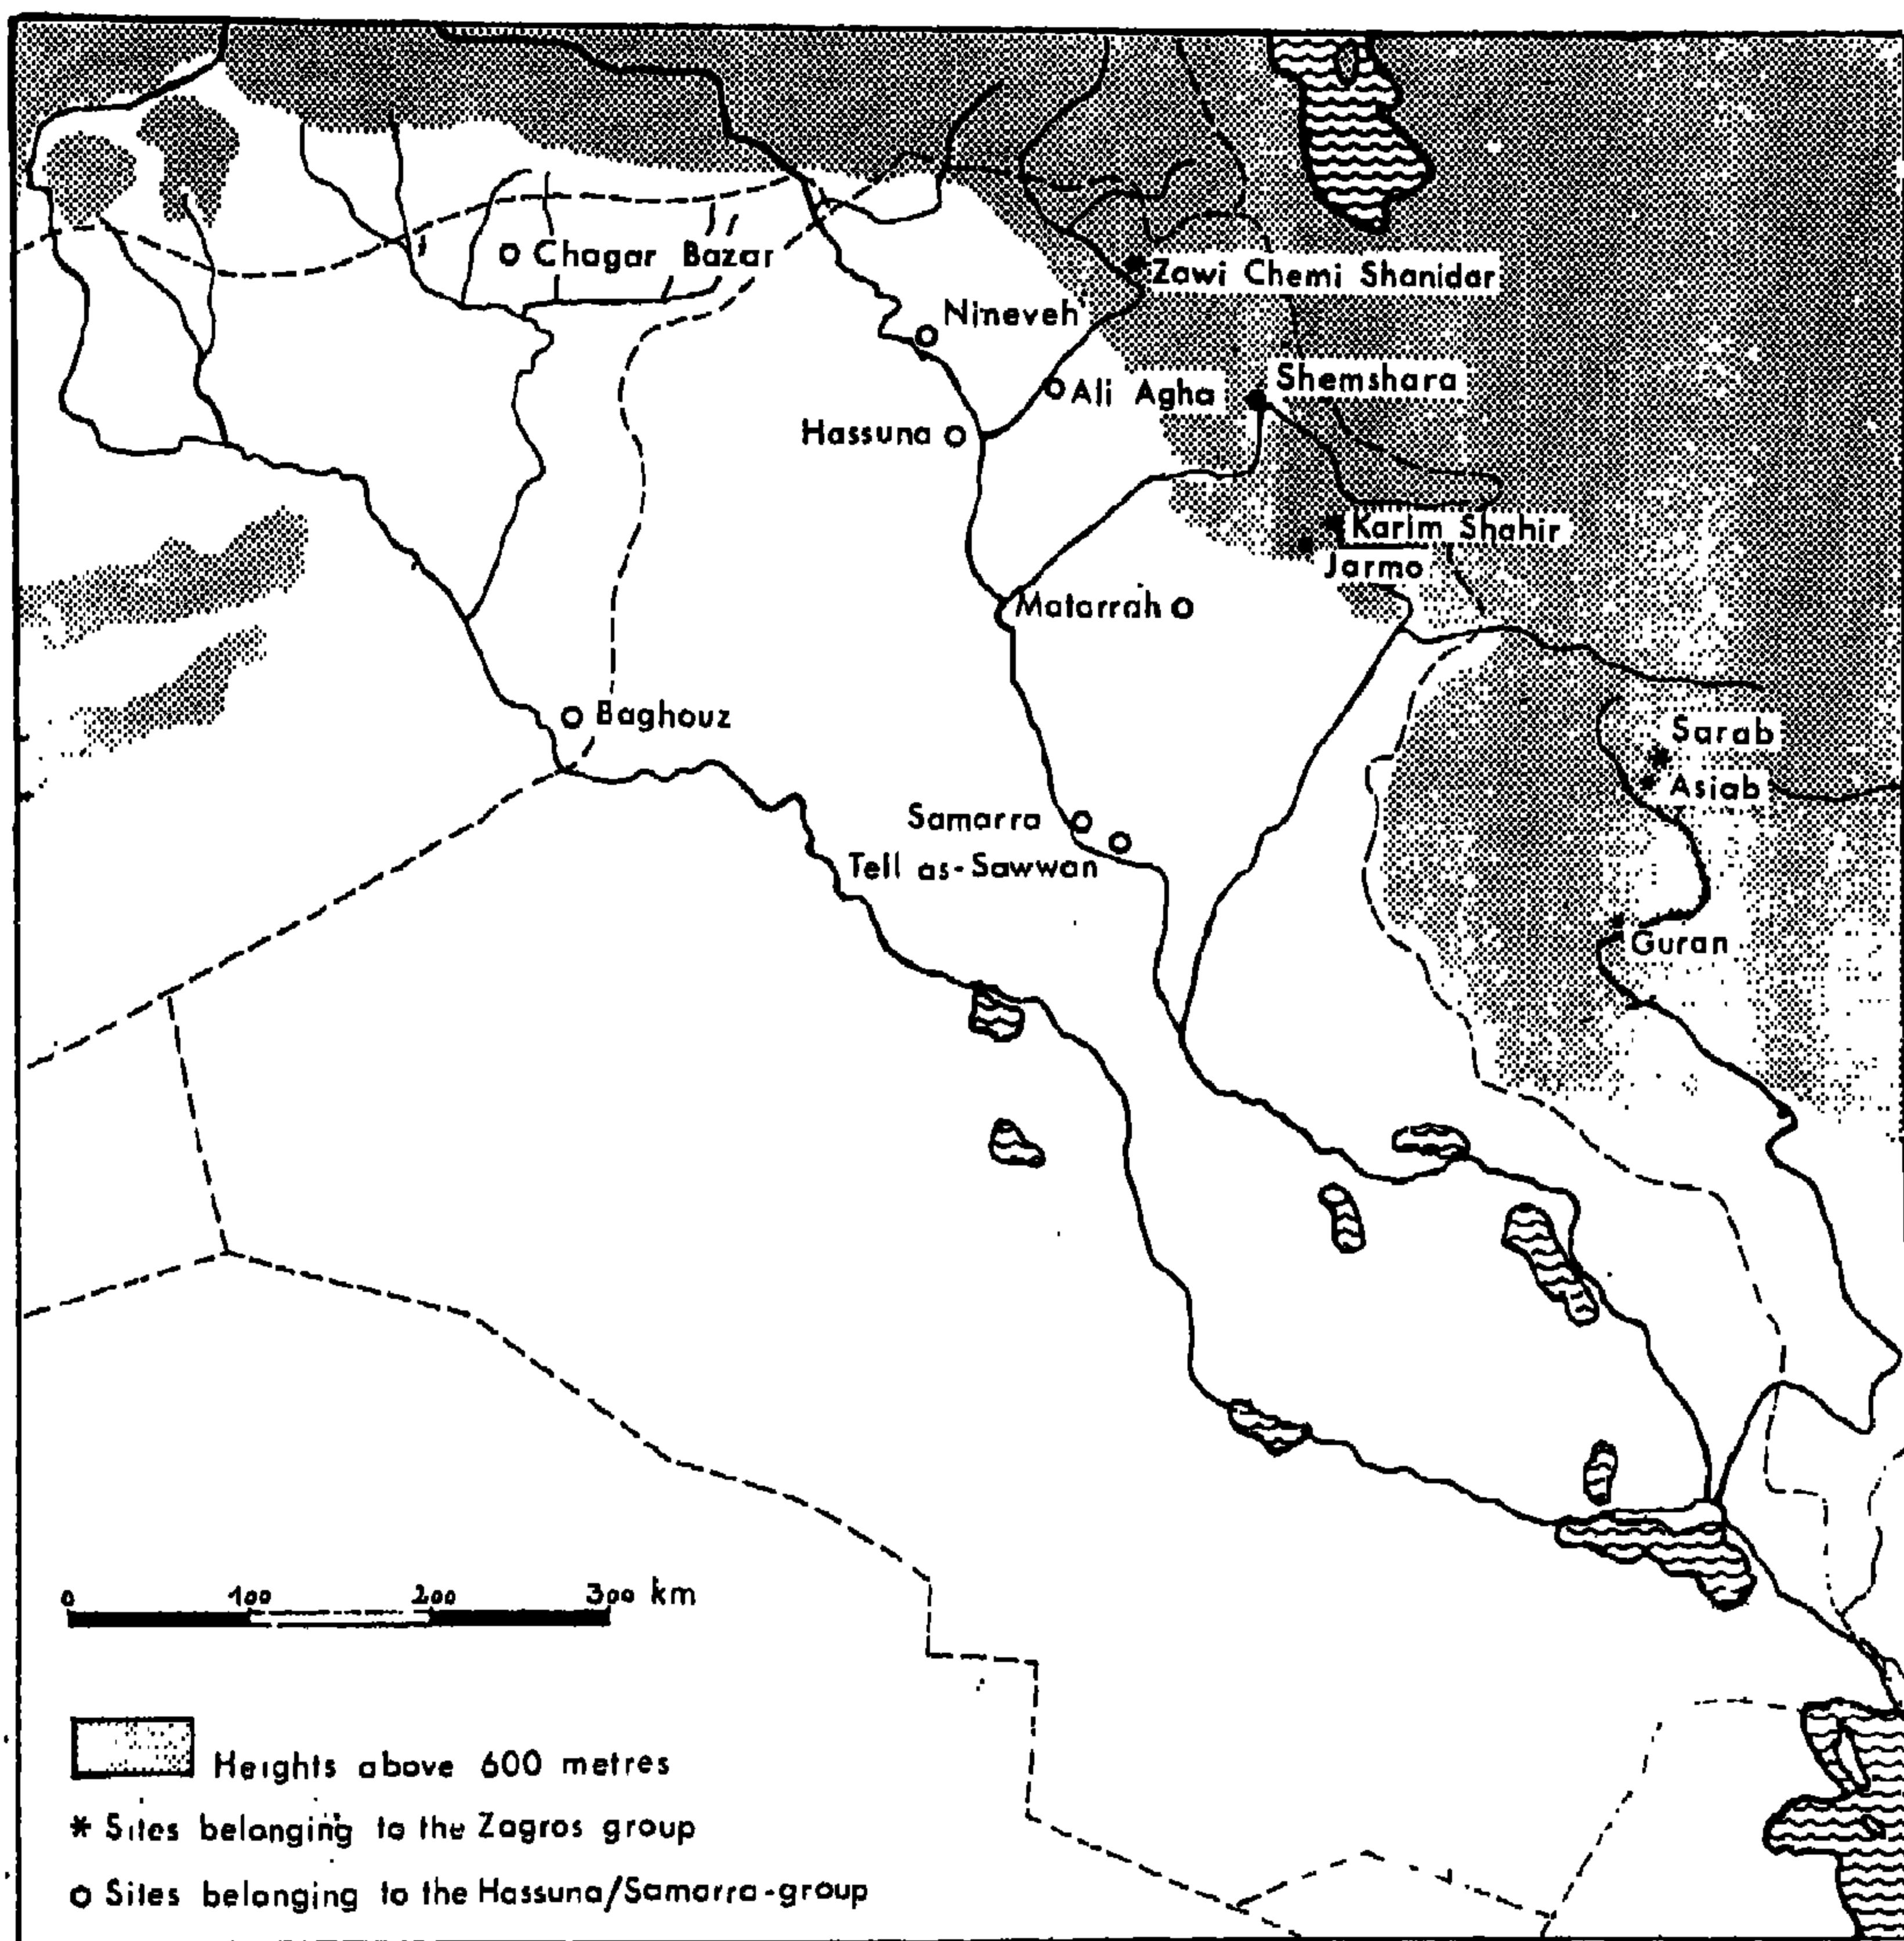 Chagar Bazar
Zawi Chemi Shanidar
Nineveh
Shemshara
Ali Agha
Hassuna
Karim Shahir
Jarmo
Matarrah
Baghouz
Sarab
Asiab
Samarra
Tell as-Sawwan
Guran
0 100 200 300 km
Heights above 600 metres
* Sites belonging to the Zagros group
o Sites belonging to the Hassuna/Samarra-group